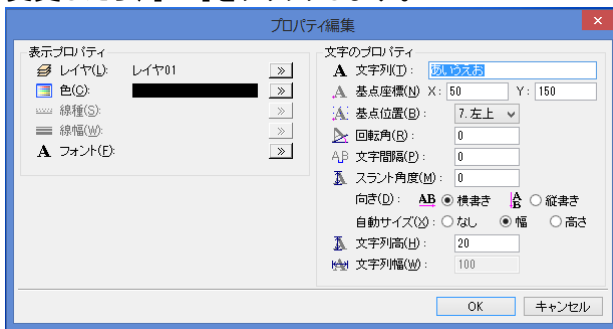 プロパティ編集
表示プロパティ
レイヤ(L): レイヤ01 >>
色(C): >>
線種(S): >>
線幅(W): >>
A フォント(F): >>
文字のプロパティ
A 文字列(T): あいうえお
基点座標(N) X: 50 Y: 150
基点位置(B): 7.左上
回転角(R): 0
文字間隔(P): 0
スラント角度(M): 0
向き(D): AB 横書き 縦書き
自動サイズ(X): なし 幅 高さ
文字列高(H): 20
文字列幅(W): 100
OK キャンセル